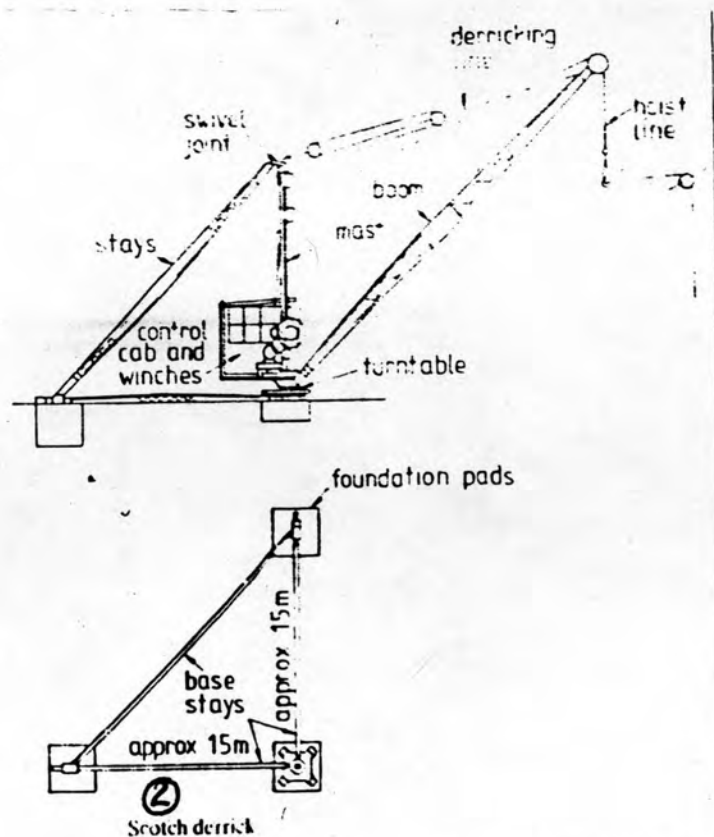 derricking
line
swivel
joint
hoist
line
boom
mast
stays
control
cab and
winches
turntable
foundation pads
approx 15m
base
stays
approx 15m
2
Scotch derrick